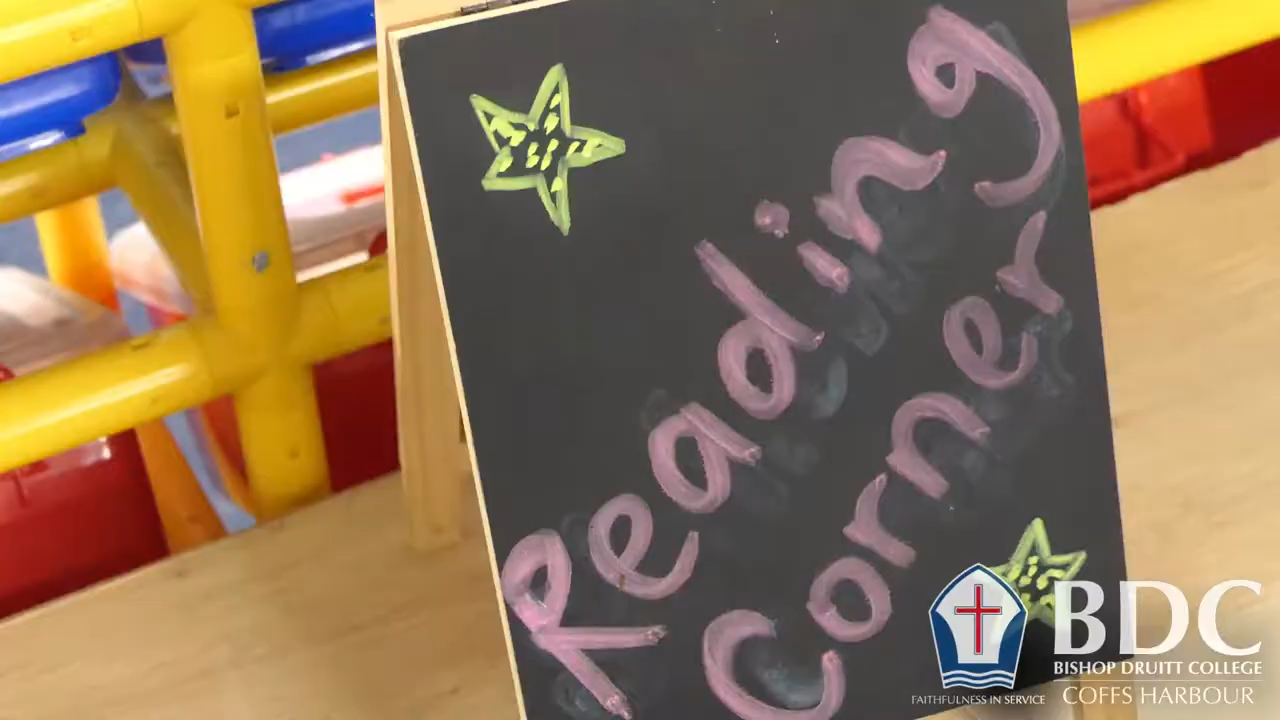 Reading
Corner
BDC
BISHOP DRUITT COLLEGE
FAITHFULNESS IN SERVICE
COFFS HARBOUR